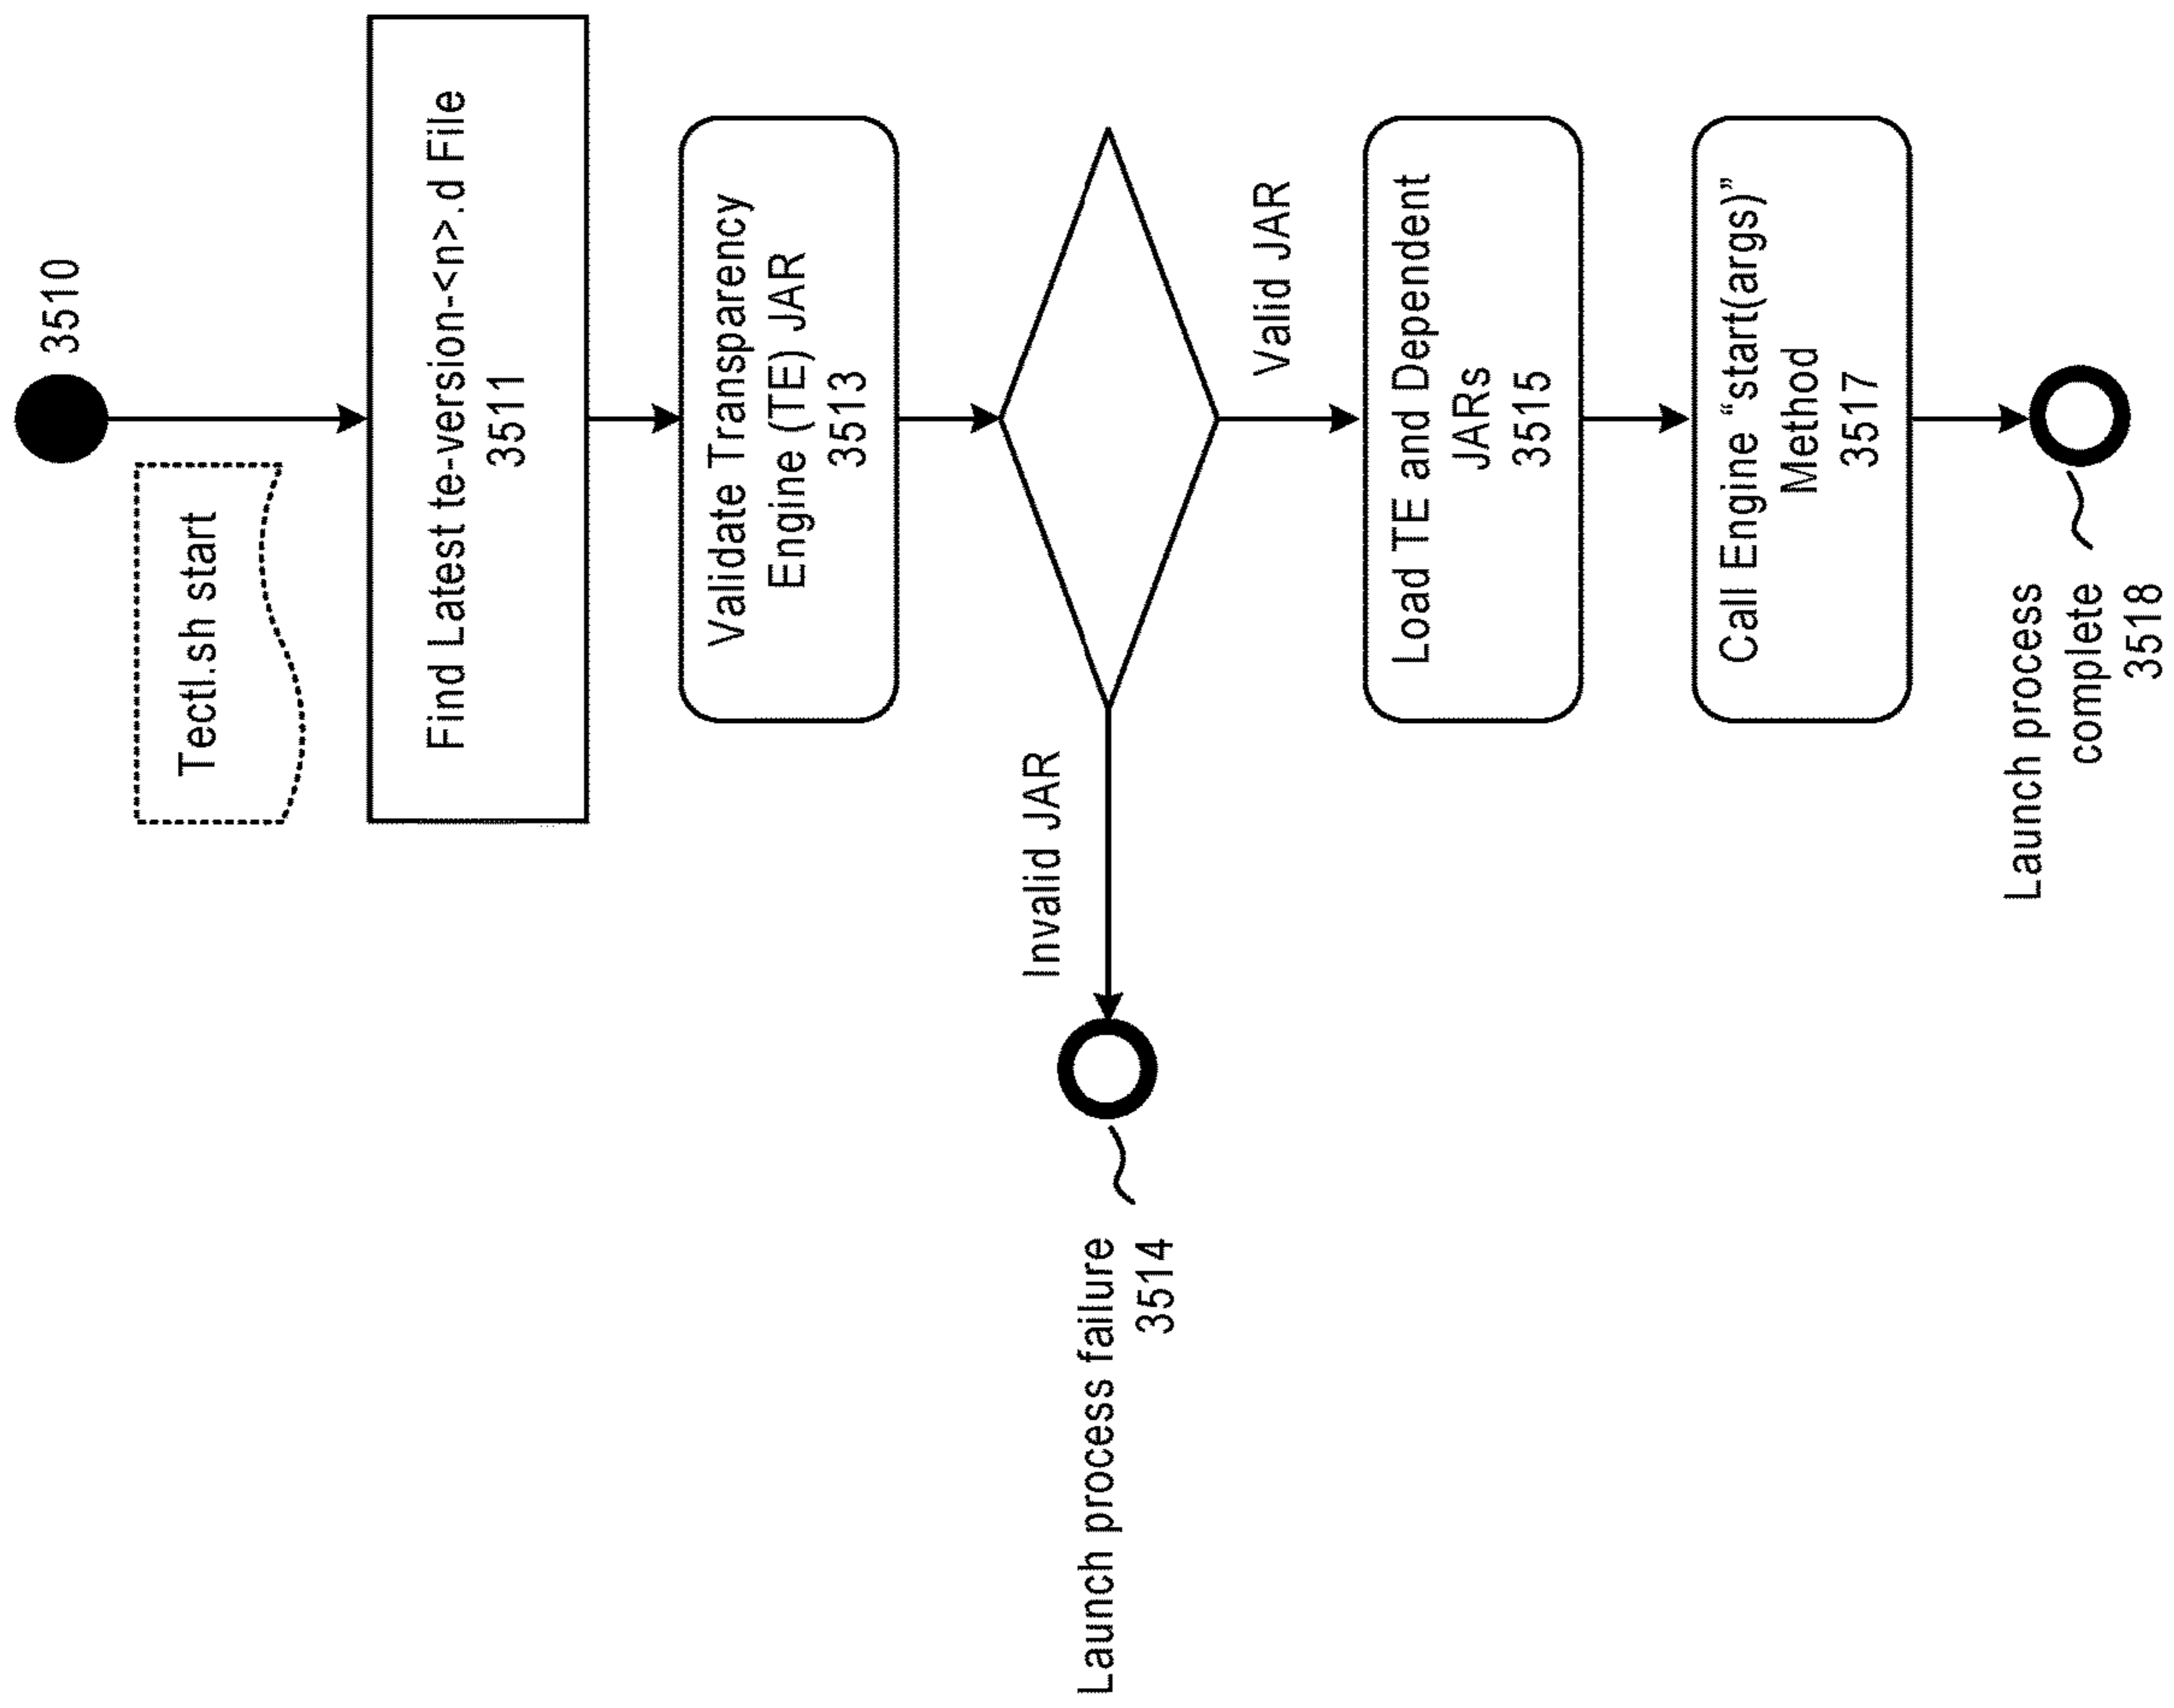 3510
Tectl.sh start
Find Latest te-version-<n>.d File
3511
Validate Transparency
Engine (TE) JAR
3513
Invalid JAR
Valid JAR
Launch process failure
3514
Load TE and Dependent
JARs
3515
Call Engine “start(args)”
Method
3517
Launch process
complete
3518